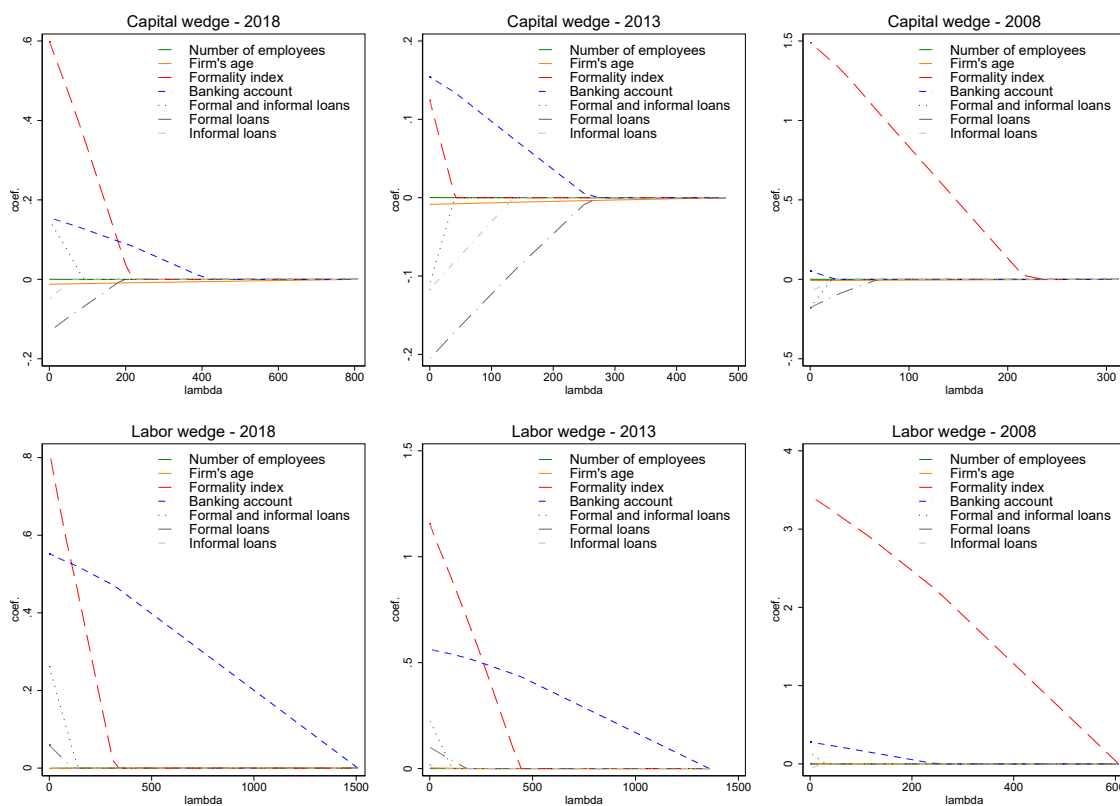 Capital wedge - 2018
.6
.4
.2
0
-.2
coef.
Number of employees
Firm's age
Formality index
Banking account
Formal and informal loans
Formal loans
Informal loans
0 200 400 600 800
lambda
Capital wedge - 2013
.2
.1
0
-.1
-.2
coef.
Number of employees
Firm's age
Formality index
Banking account
Formal and informal loans
Formal loans
Informal loans
0 100 200 300 400 500
lambda
Capital wedge - 2008
1.5
1
.5
0
-.5
coef.
Number of employees
Firm's age
Formality index
Banking account
Formal and informal loans
Formal loans
Informal loans
0 100 200 300
lambda
Labor wedge - 2018
.8
.6
.4
.2
0
coef.
Number of employees
Firm's age
Formality index
Banking account
Formal and informal loans
Formal loans
Informal loans
0 500 1000 1500
lambda
Labor wedge - 2013
1.5
1
.5
0
coef.
Number of employees
Firm's age
Formality index
Banking account
Formal and informal loans
Formal loans
Informal loans
0 500 1000 1500
lambda
Labor wedge - 2008
4
3
2
1
0
coef.
Number of employees
Firm's age
Formality index
Banking account
Formal and informal loans
Formal loans
Informal loans
0 200 400 600
lambda